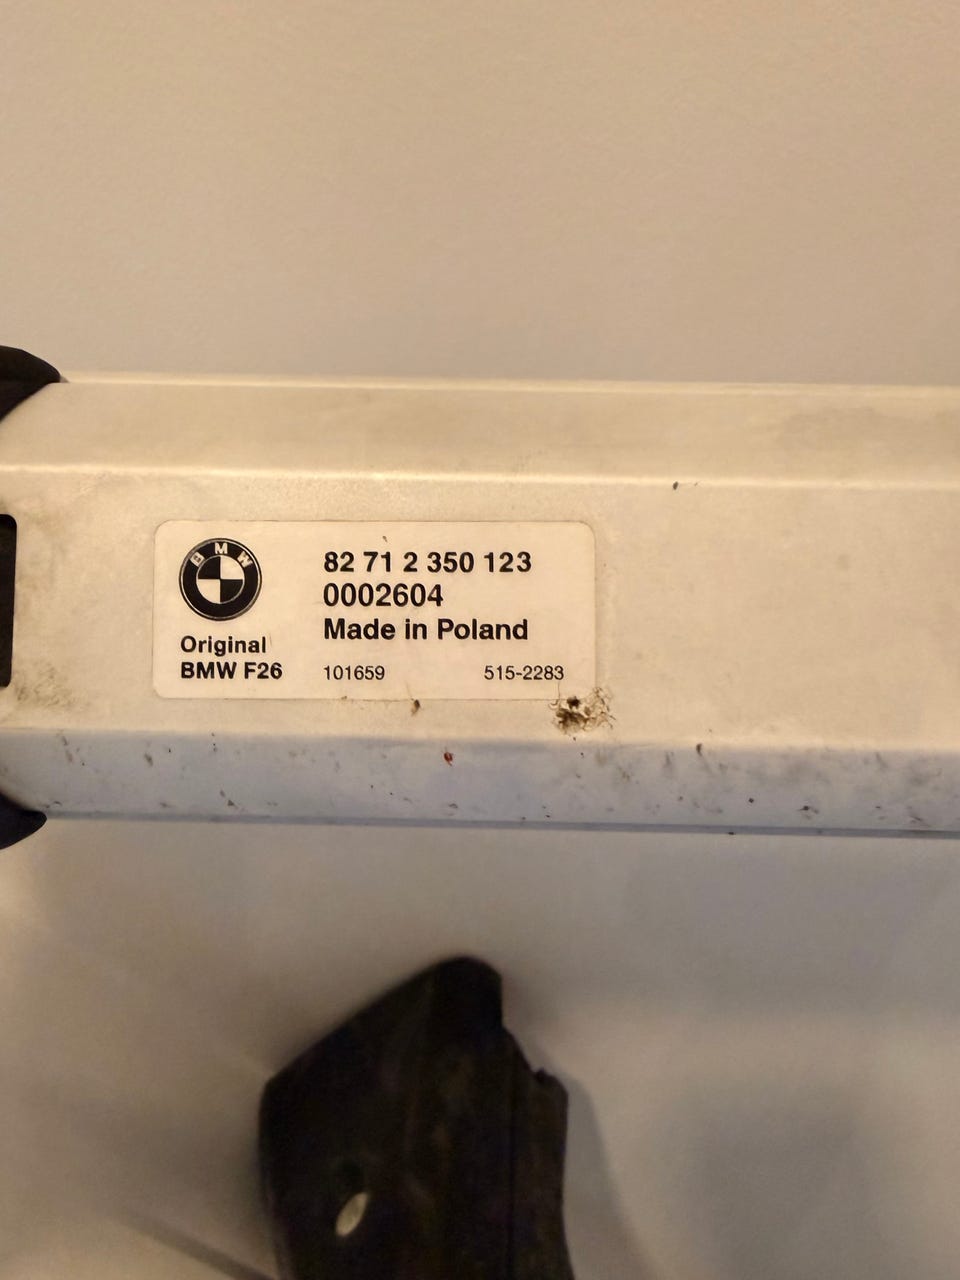 BMW
82 71 2 350 123
0002604
Made in Poland
Original
BMW F26
101659
515-2283